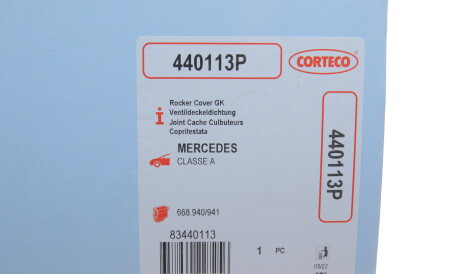 440113P
CORTECO
Rocker Cover GK
Ventildeckeldichtung
Joint Cache Culbuteurs
Copritestata
MERCEDES
CLASSE A
440113P
668.940/941
83440113
1 PC
05/22